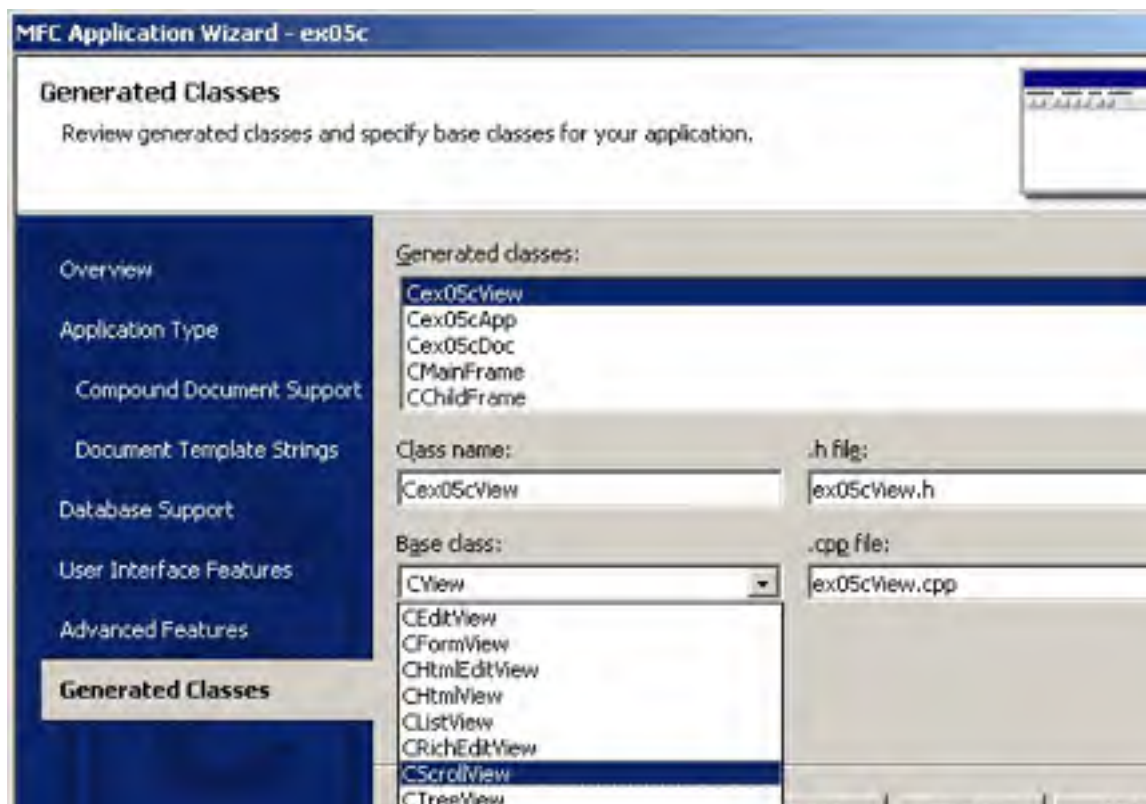 MFC Application Wizard - ex05c
Generated Classes
Review generated classes and specify base classes for your application.
Overview
Application Type
Compound Document Support
Document Template Strings
Database Support
User Interface Features
Advanced Features
Generated Classes
Generated classes:
Cex05cView
Cex05cApp
Cex05cDoc
CMainFrame
CChildFrame
Class name:
.h file:
Cex05cView
ex05cView.h
Base class:
.cpp file:
CView
ex05cView.cpp
CEditView
CFormView
CHtmlEditView
CHtmlView
CListView
CRichEditView
CScrollView
CTreeView